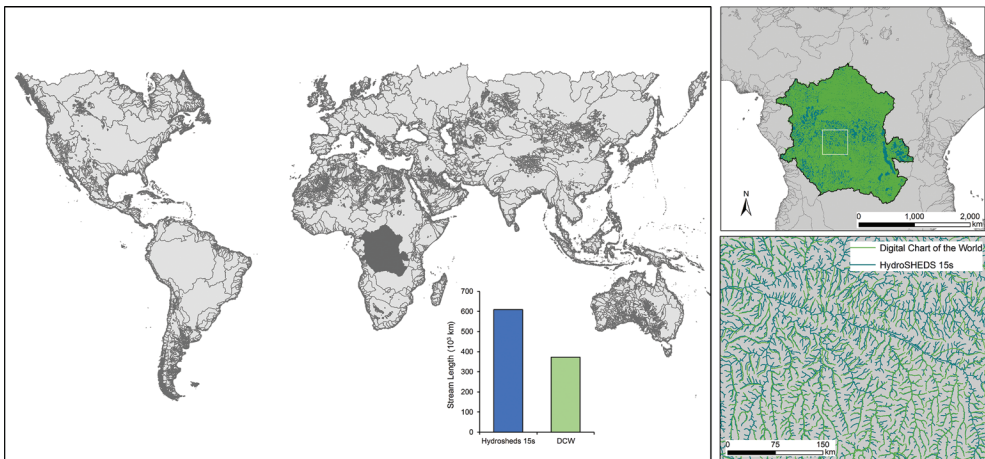 700
600
500
400
300
200
100
0
Stream Length (10³ km)
Hydrosheds 15s
DCW
N
0 1,000 2,000
km
Digital Chart of the World
HydroSHEDS 15s
0 75 150
km